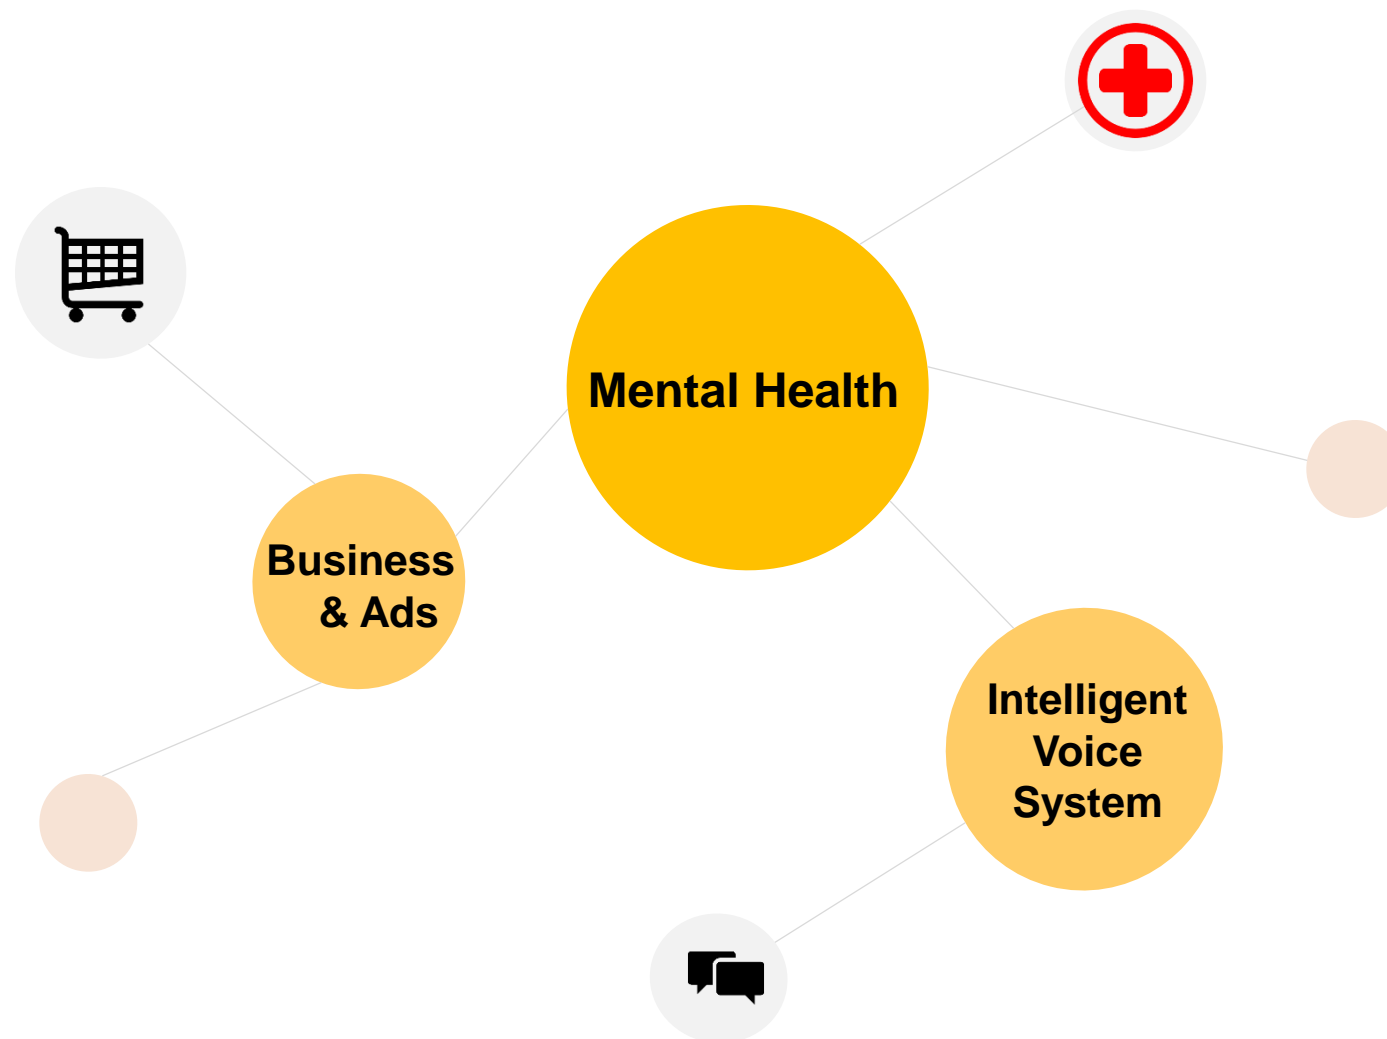 Mental Health
Business
& Ads
Intelligent
Voice
System